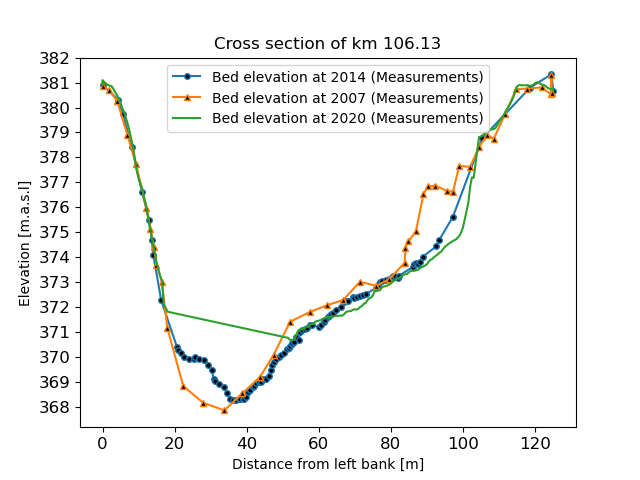 Cross section of km 106.13
Bed elevation at 2014 (Measurements)
Bed elevation at 2007 (Measurements)
Bed elevation at 2020 (Measurements)
Elevation [m.a.s.l]
382
381
380
379
378
377
376
375
374
373
372
371
370
369
368
0 20 40 60 80 100 120
Distance from left bank [m]